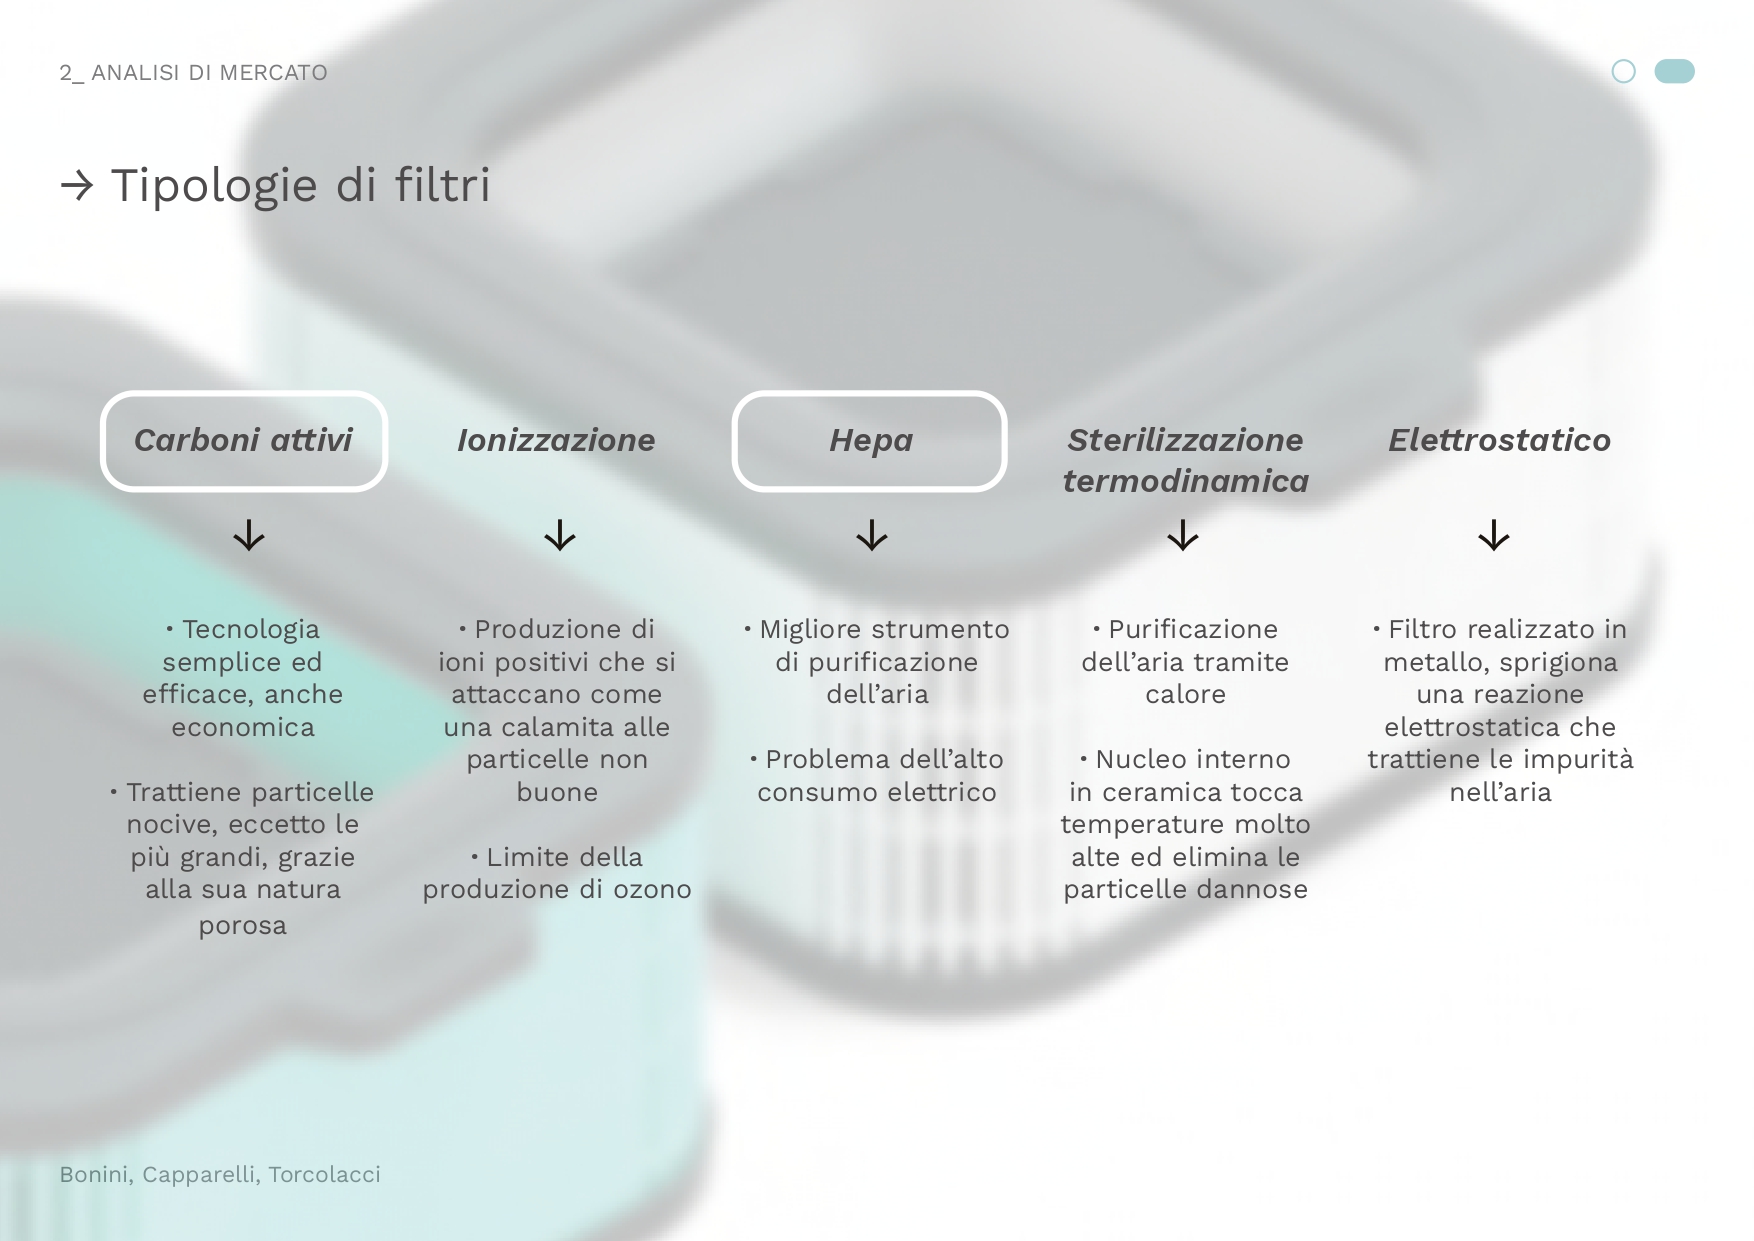 2_ ANALISI DI MERCATO
→ Tipologie di filtri
Carboni attivi
↓
• Tecnologia
semplice ed
efficace, anche
economica
• Trattiene particelle
nocive, eccetto le
più grandi, grazie
alla sua natura
porosa
Ionizzazione
↓
• Produzione di
ioni positivi che si
attaccano come
una calamita alle
particelle non
buone
• Limite della
produzione di ozono
Hepa
↓
• Migliore strumento
di purificazione
dell’aria
• Problema dell’alto
consumo elettrico
Sterilizzazione
termodinamica
↓
• Purificazione
dell’aria tramite
calore
• Nucleo interno
in ceramica tocca
temperature molto
alte ed elimina le
particelle dannose
Elettrostatico
↓
• Filtro realizzato in
metallo, sprigiona
una reazione
elettrostatica che
trattiene le impurità
nell’aria
Bonini, Capparelli, Torcolacci